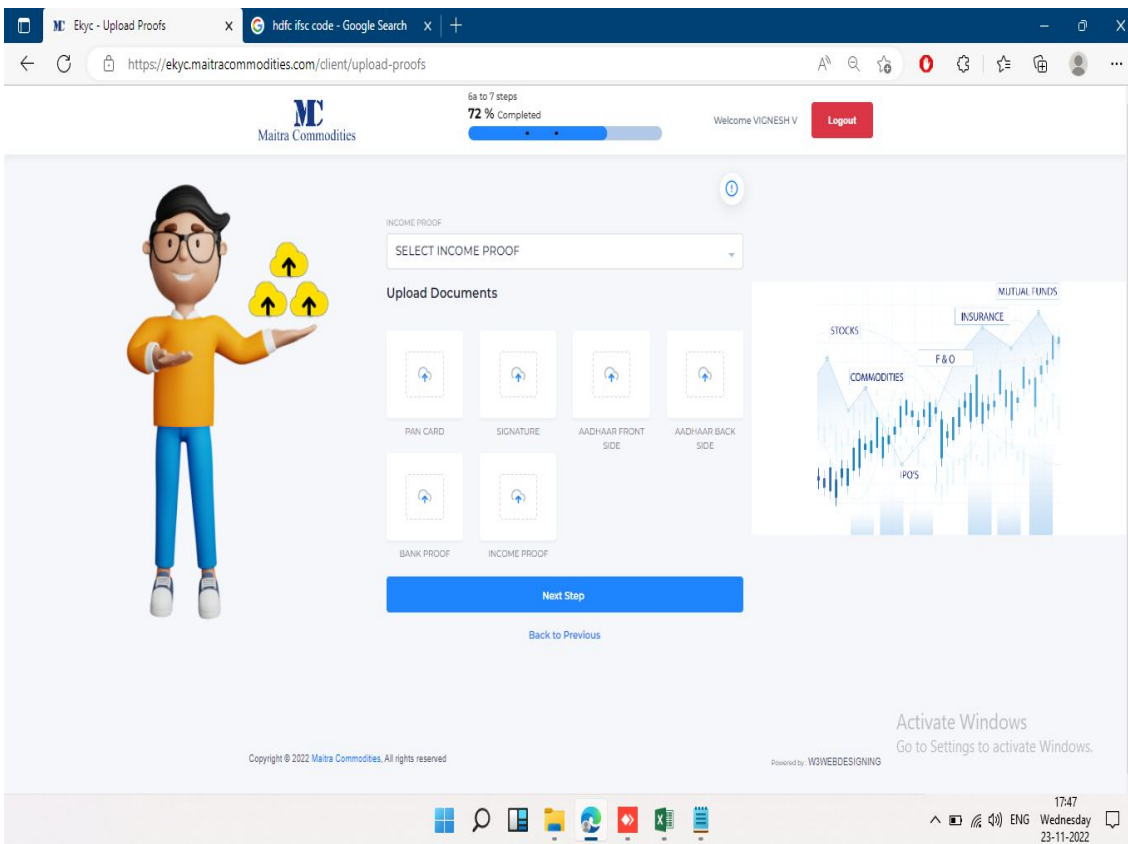 Ekyc - Upload Proofs
hdfc ifsc code - Google Search
https://ekyc.maitracommodities.com/client/upload-proofs
MC
Maitra Commodities
6a to 7 steps
72 % Completed
Welcome VIGNESH V
Logout
INCOME PROOF
SELECT INCOME PROOF
Upload Documents
PAN CARD
SIGNATURE
AADHAAR FRONT
SIDE
AADHAAR BACK
SIDE
BANK PROOF
INCOME PROOF
Next Step
Back to Previous
MUTUAL FUNDS
INSURANCE
STOCKS
F & O
COMMODITIES
IPO'S
Activate Windows
Go to Settings to activate Windows.
Copyright © 2022 Maitra Commodities, All rights reserved
Powered by : W3WEBDESIGNING
ENG
17:47
Wednesday
23-11-2022